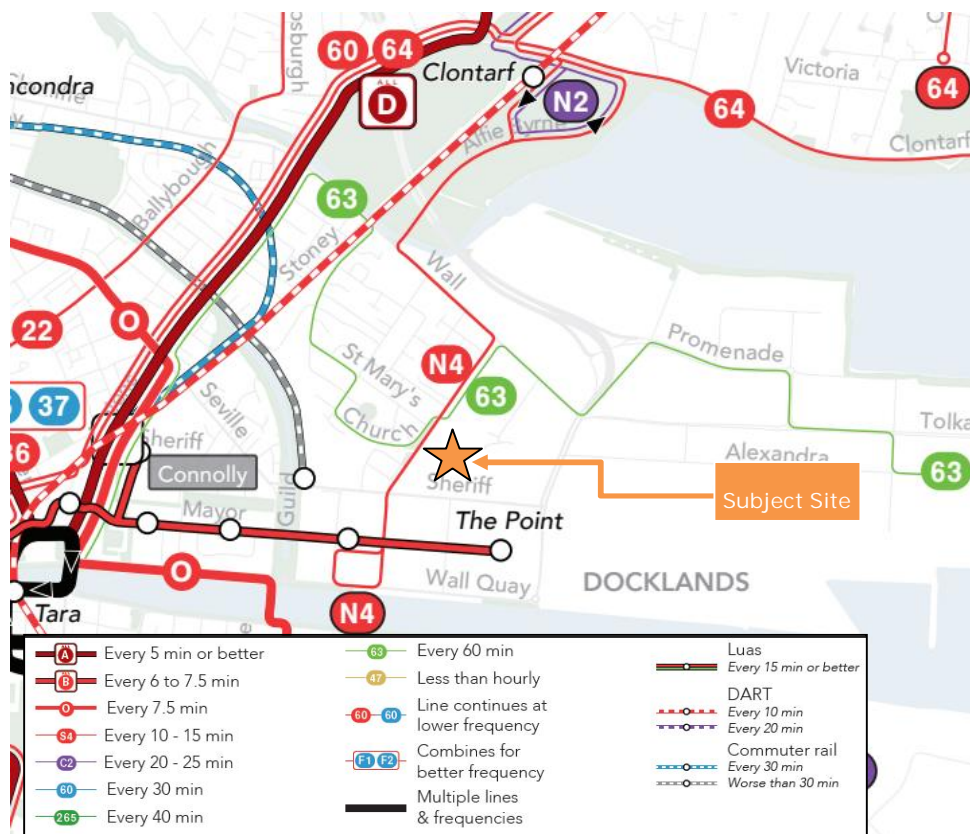 60 64
Clontarf
ALL
D
N2
Victoria
64
64
Clontarf
Alfie Byrne
Ballybough
63
Stoney
Wall
O
22
Promenade
N4
63
St Mary's
Church
37
Seville
Sheriff
Connolly
Guild
Mayor
Sheriff
Alexandra
63
Subject Site
The Point
O
Wall Quay
DOCKLANDS
N4
Tara
A Every 5 min or better
B Every 6 to 7.5 min
O Every 7.5 min
S4 Every 10 - 15 min
C2 Every 20 - 25 min
60 Every 30 min
265 Every 40 min
63 Every 60 min
47 Less than hourly
60 60 Line continues at
lower frequency
F1 F2 Combines for
better frequency
Multiple lines
& frequencies
Luas
Every 15 min or better
DART
Every 10 min
Every 20 min
Commuter rail
Every 30 min
Worse than 30 min